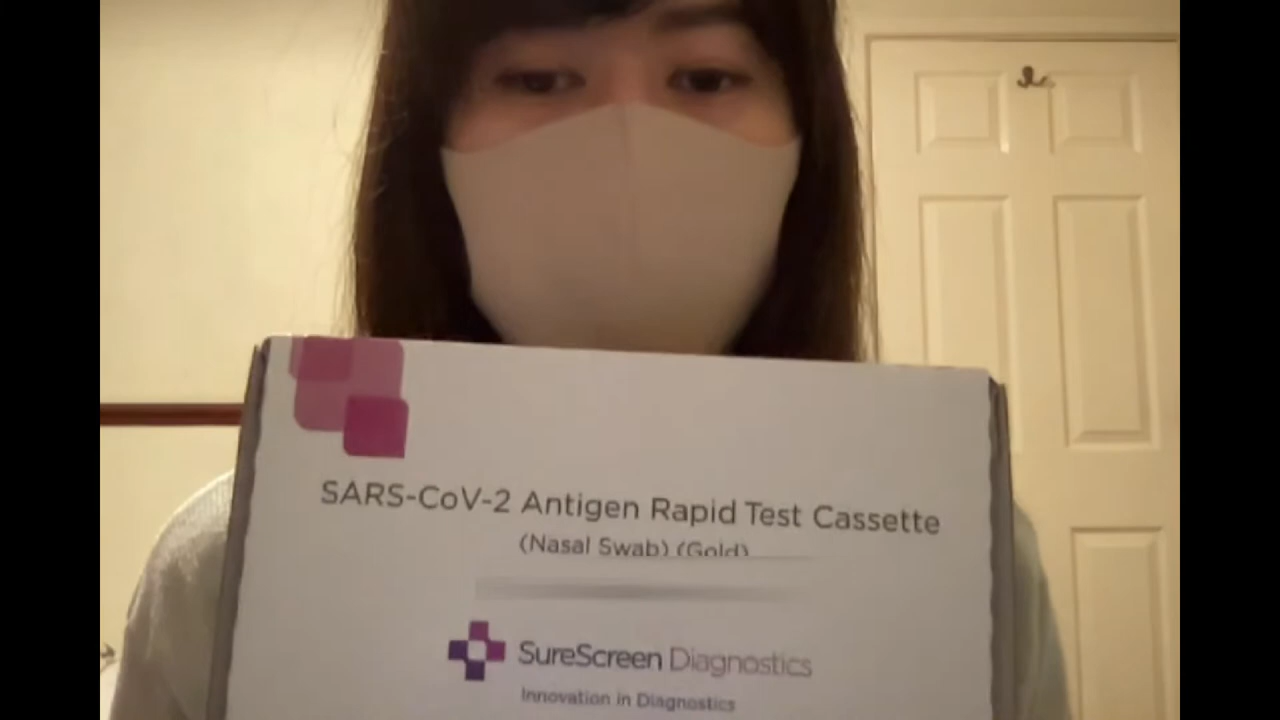 SARS-CoV-2 Antigen Rapid Test Cassette
(Nasal Swab) (Gold)
SureScreen Diagnostics
Innovation in Diagnostics